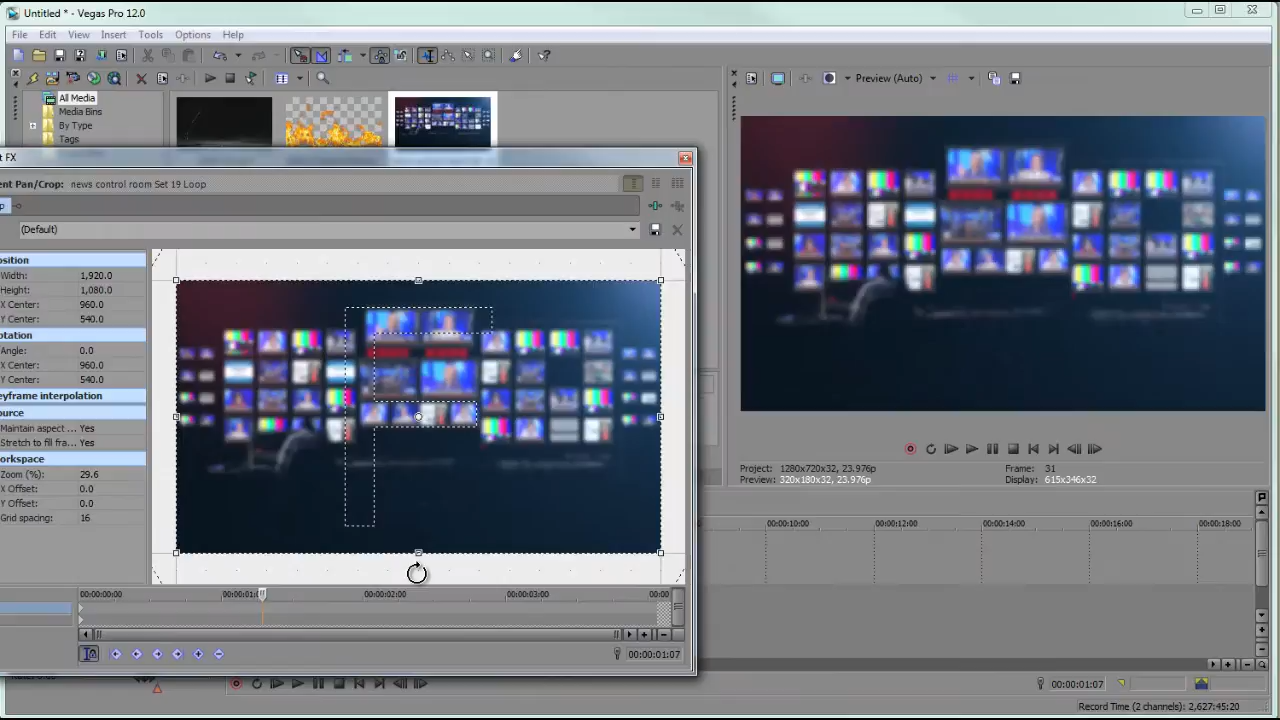 Untitled * - Vegas Pro 12.0
File Edit View Insert Tools Options Help
All Media
Media Bins
By Type
Tags
Preview (Auto)
t FX
ent Pan/Crop: news control room Set 19 Loop
(Default)
osition
Width: 1,920.0
Height: 1,080.0
X Center: 960.0
Y Center: 540.0
otation
Angle: 0.0
X Center: 960.0
Y Center: 540.0
eyframe interpolation
ource
Maintain aspect ... Yes
Stretch to fill fra... Yes
orkspace
Zoom (%): 29.6
X Offset: 0.0
Y Offset: 0.0
Grid spacing: 16
00:00:00:00 00:00:01:0 00:00:02:00 00:00:03:00 00:00
00:00:01:07
Project: 1280x720x32, 23.976p
Preview: 320x180x32, 23.976p
Frame: 31
Display: 615x346x32
00:00:10:00 00:00:12:00 00:00:14:00 00:00:16:00 00:00:18:00
00:00:01:07
Record Time (2 channels): 2,627:45:20